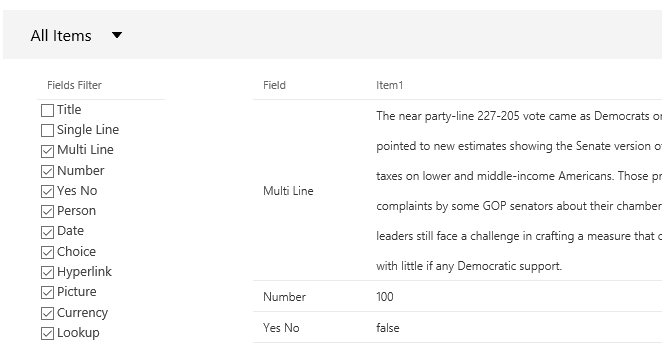 All Items
Fields Filter
Title
Single Line
Multi Line
Number
Yes No
Person
Date
Choice
Hyperlink
Picture
Currency
Lookup
Field Item1
Multi Line
The near party-line 227-205 vote came as Democrats
pointed to new estimates showing the Senate version
taxes on lower and middle-income Americans. Those
complaints by some GOP senators about their chamber
leaders still face a challenge in crafting a measure that
with little if any Democratic support.
Number 100
Yes No false